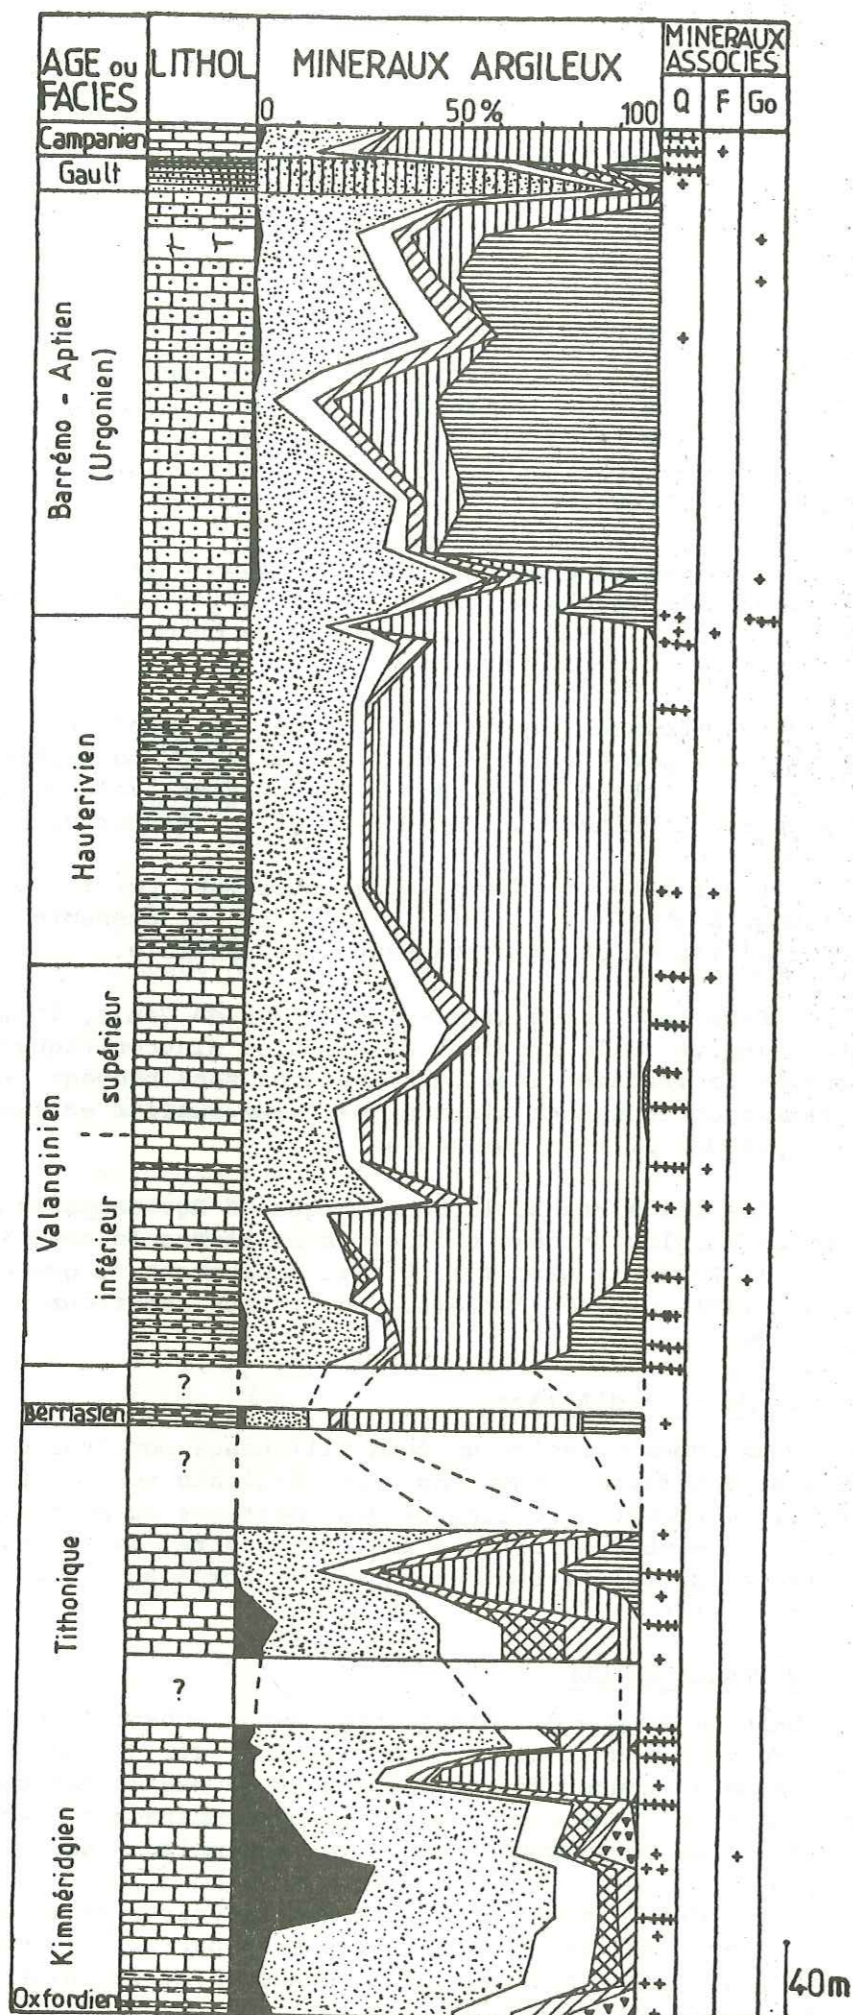 AGE ou
FACIES
LITHOL
MINERAUX ARGILEUX
0 50% 100
MINERAUX
ASSOCIES
Q F Go
Campanien
Gault
Barrémo - Aptien
(Urgonien)
Hauterivien
Valanginien
supérieur
inférieur
?
Berriasien
?
Tithonique
?
Kimméridgien
Oxfordien
40m